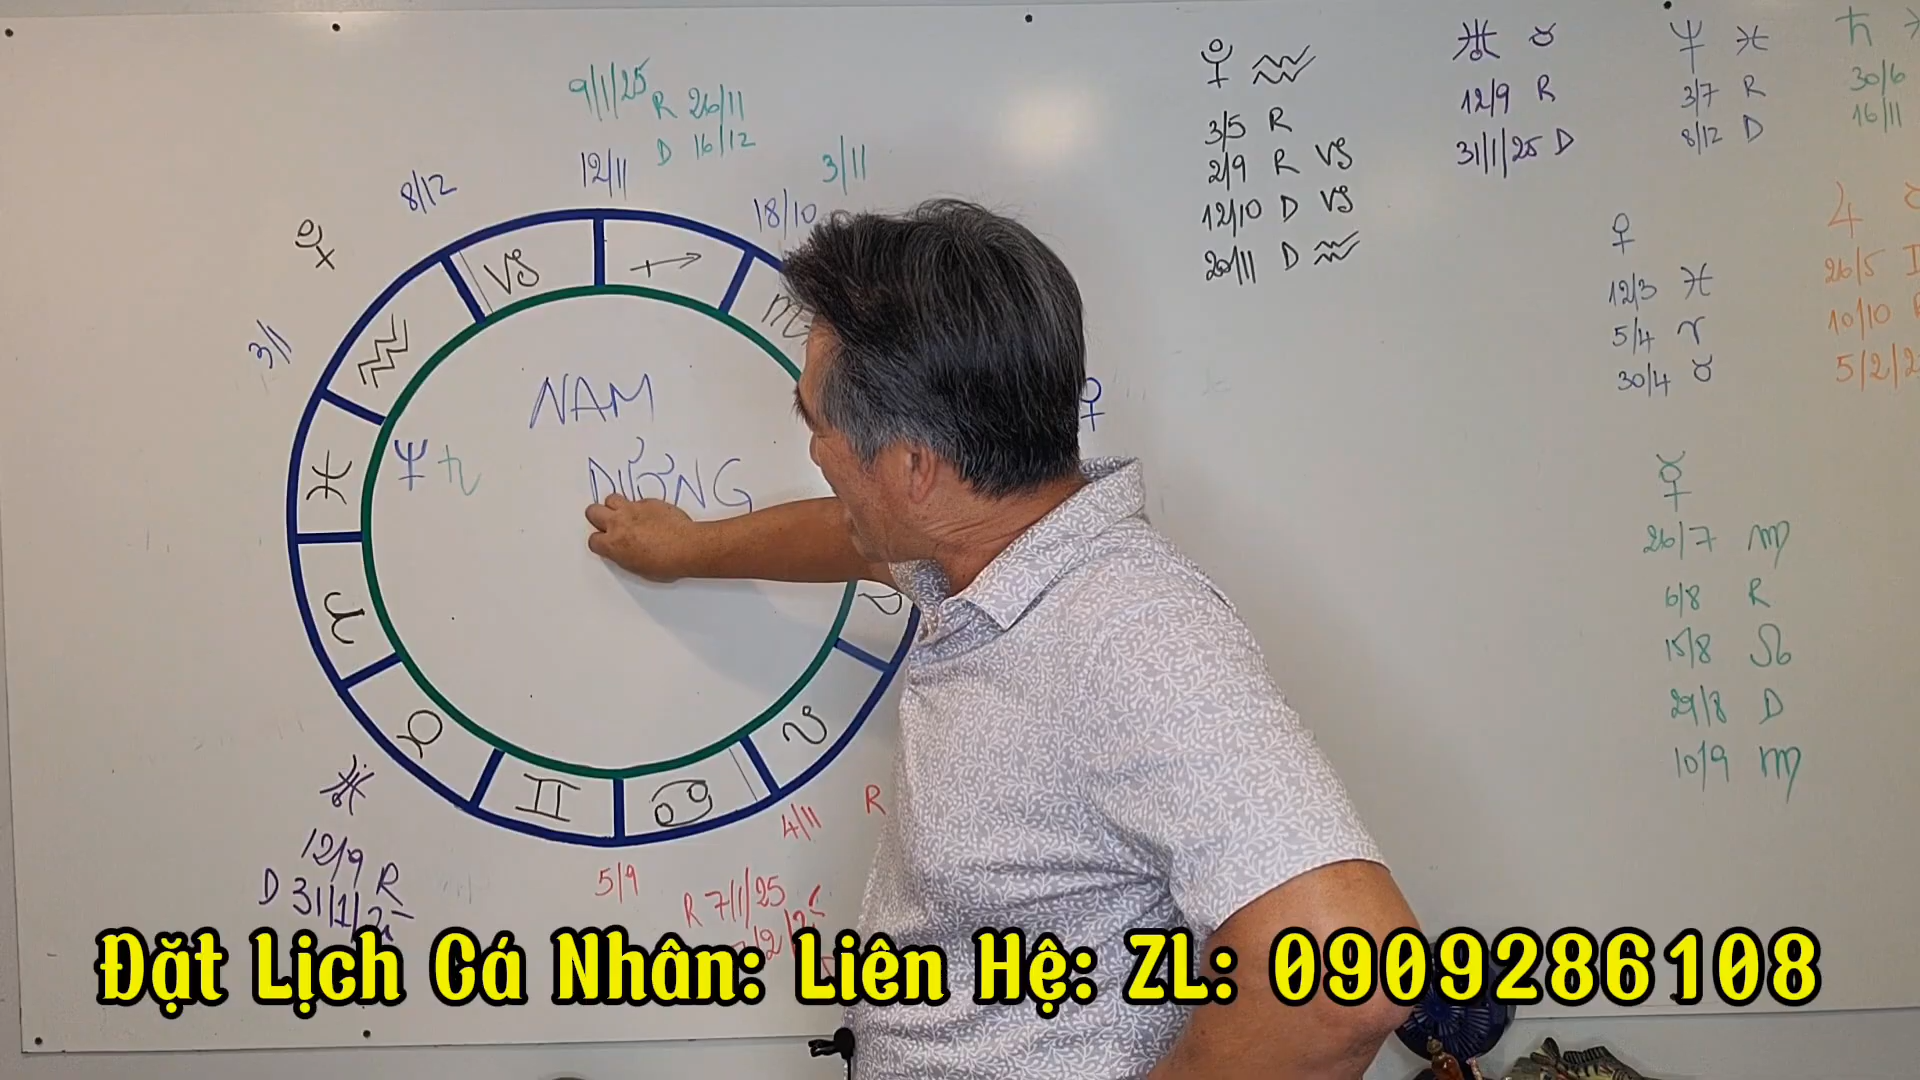 9/1/25 R 26/11
D 16/12
8/12
12/11
18/10
3/11
3/1
NAM
DƯƠNG
12/9 R
D 31/1/25
5/9
4/11 R
R 7/1/25
3/5 R
2/9 R
12/10 D
20/11 D
12/9 R
31/1/25 D
3/7 R
8/12 D
30/6
16/11
12/3
5/4
30/4
26/5
10/10
5/2/2
26/7
6/8 R
15/8
29/8 D
10/9
Đặt Lịch Cá Nhân: Liên Hệ: ZL: 0909286108